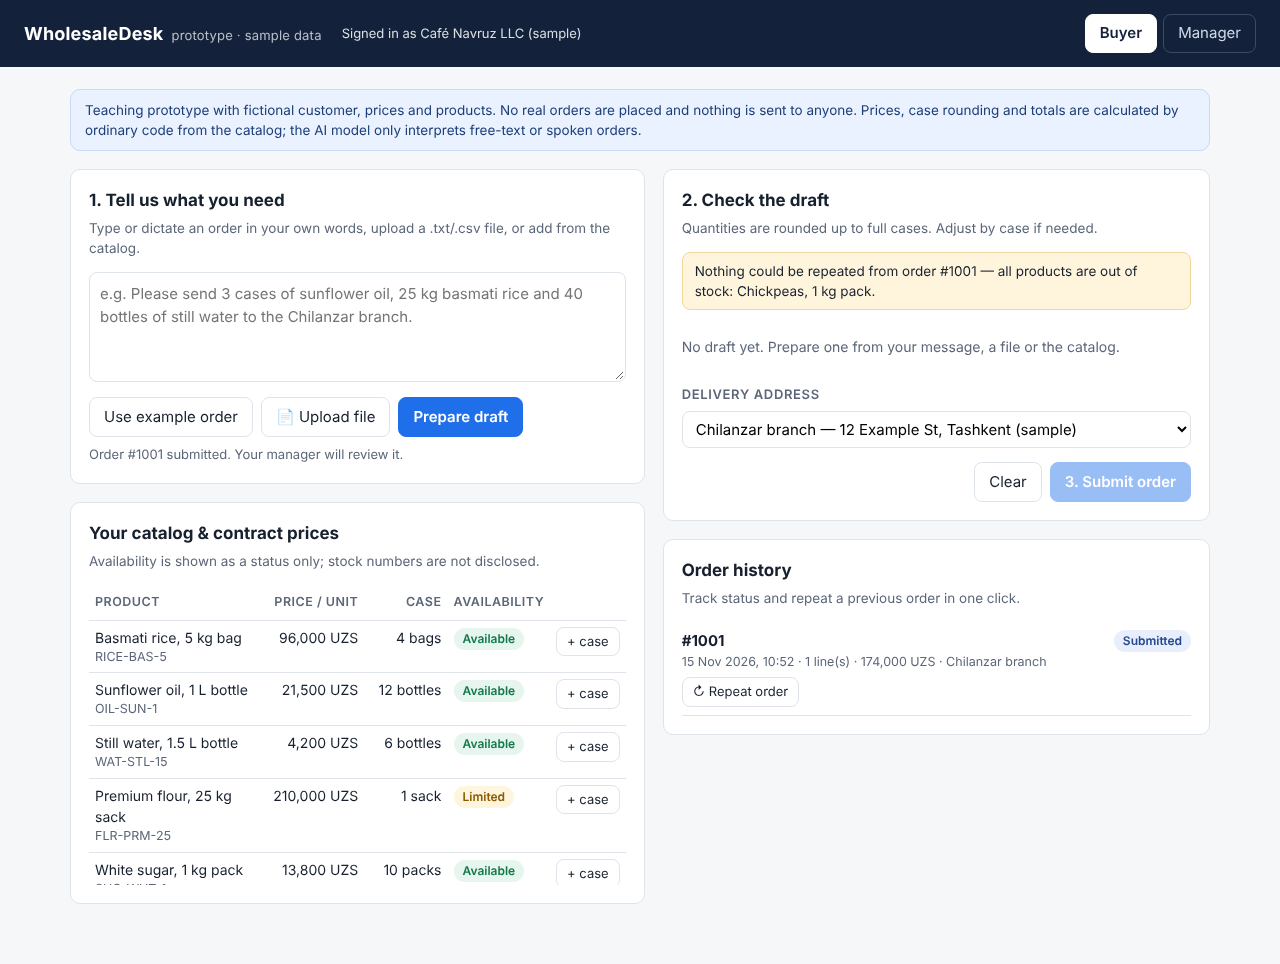 WholesaleDesk prototype · sample data Signed in as Café Navruz LLC (sample) Buyer Manager
Teaching prototype with fictional customer, prices and products. No real orders are placed and nothing is sent to anyone. Prices, case rounding and totals are calculated by
ordinary code from the catalog; the AI model only interprets free-text or spoken orders.
1. Tell us what you need
Type or dictate an order in your own words, upload a .txt/.csv file, or add from the
catalog.
e.g. Please send 3 cases of sunflower oil, 25 kg basmati rice and 40
bottles of still water to the Chilanzar branch.
Use example order 📄 Upload file Prepare draft
Order #1001 submitted. Your manager will review it.
Your catalog & contract prices
Availability is shown as a status only; stock numbers are not disclosed.
PRODUCT PRICE / UNIT CASE AVAILABILITY
Basmati rice, 5 kg bag 96,000 UZS 4 bags Available + case
RICE-BAS-5
Sunflower oil, 1 L bottle 21,500 UZS 12 bottles Available + case
OIL-SUN-1
Still water, 1.5 L bottle 4,200 UZS 6 bottles Available + case
WAT-STL-15
Premium flour, 25 kg 210,000 UZS 1 sack Limited + case
sack
FLR-PRM-25
White sugar, 1 kg pack 13,800 UZS 10 packs Available + case
2. Check the draft
Quantities are rounded up to full cases. Adjust by case if needed.
Nothing could be repeated from order #1001 — all products are out of
stock: Chickpeas, 1 kg pack.
No draft yet. Prepare one from your message, a file or the catalog.
DELIVERY ADDRESS
Chilanzar branch — 12 Example St, Tashkent (sample)
Clear 3. Submit order
Order history
Track status and repeat a previous order in one click.
#1001 Submitted
15 Nov 2026, 10:52 · 1 line(s) · 174,000 UZS · Chilanzar branch
↻ Repeat order